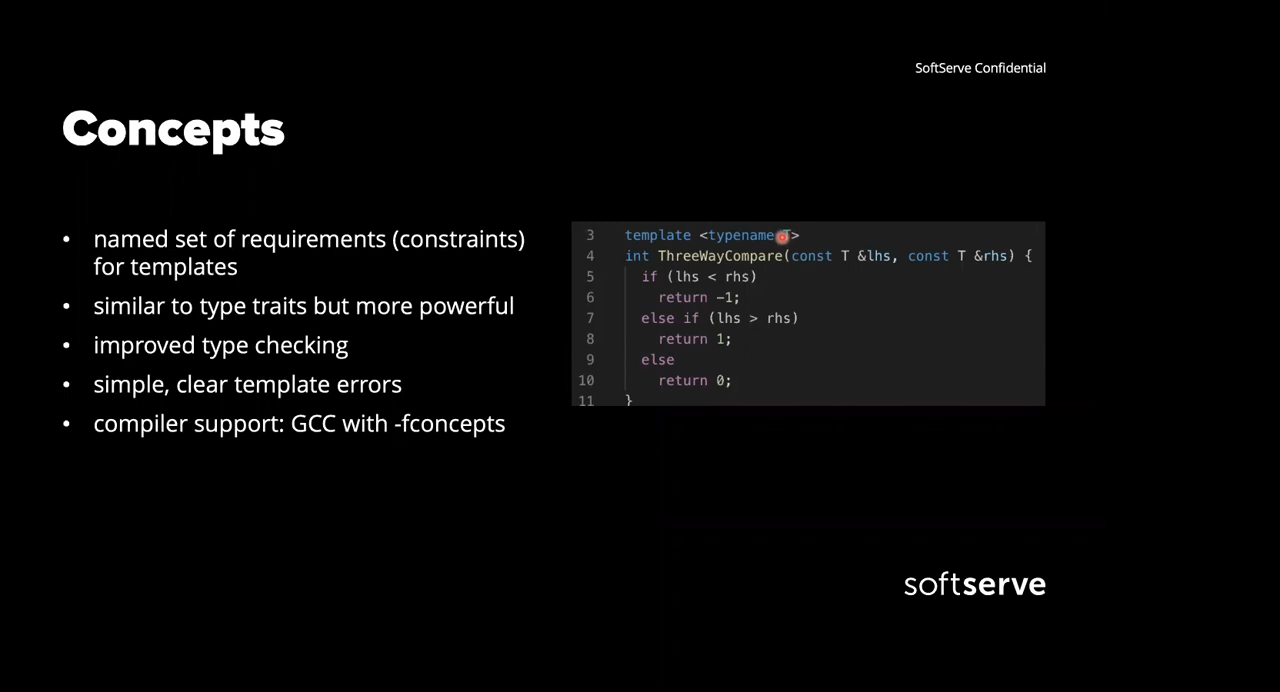 SoftServe Confidential
Concepts
• named set of requirements (constraints)
for templates
• similar to type traits but more powerful
• improved type checking
• simple, clear template errors
• compiler support: GCC with -fconcepts
3 template <typename T>
4 int ThreeWayCompare(const T &lhs, const T &rhs) {
5 if (lhs < rhs)
6 return -1;
7 else if (lhs > rhs)
8 return 1;
9 else
10 return 0;
11 }
softserve